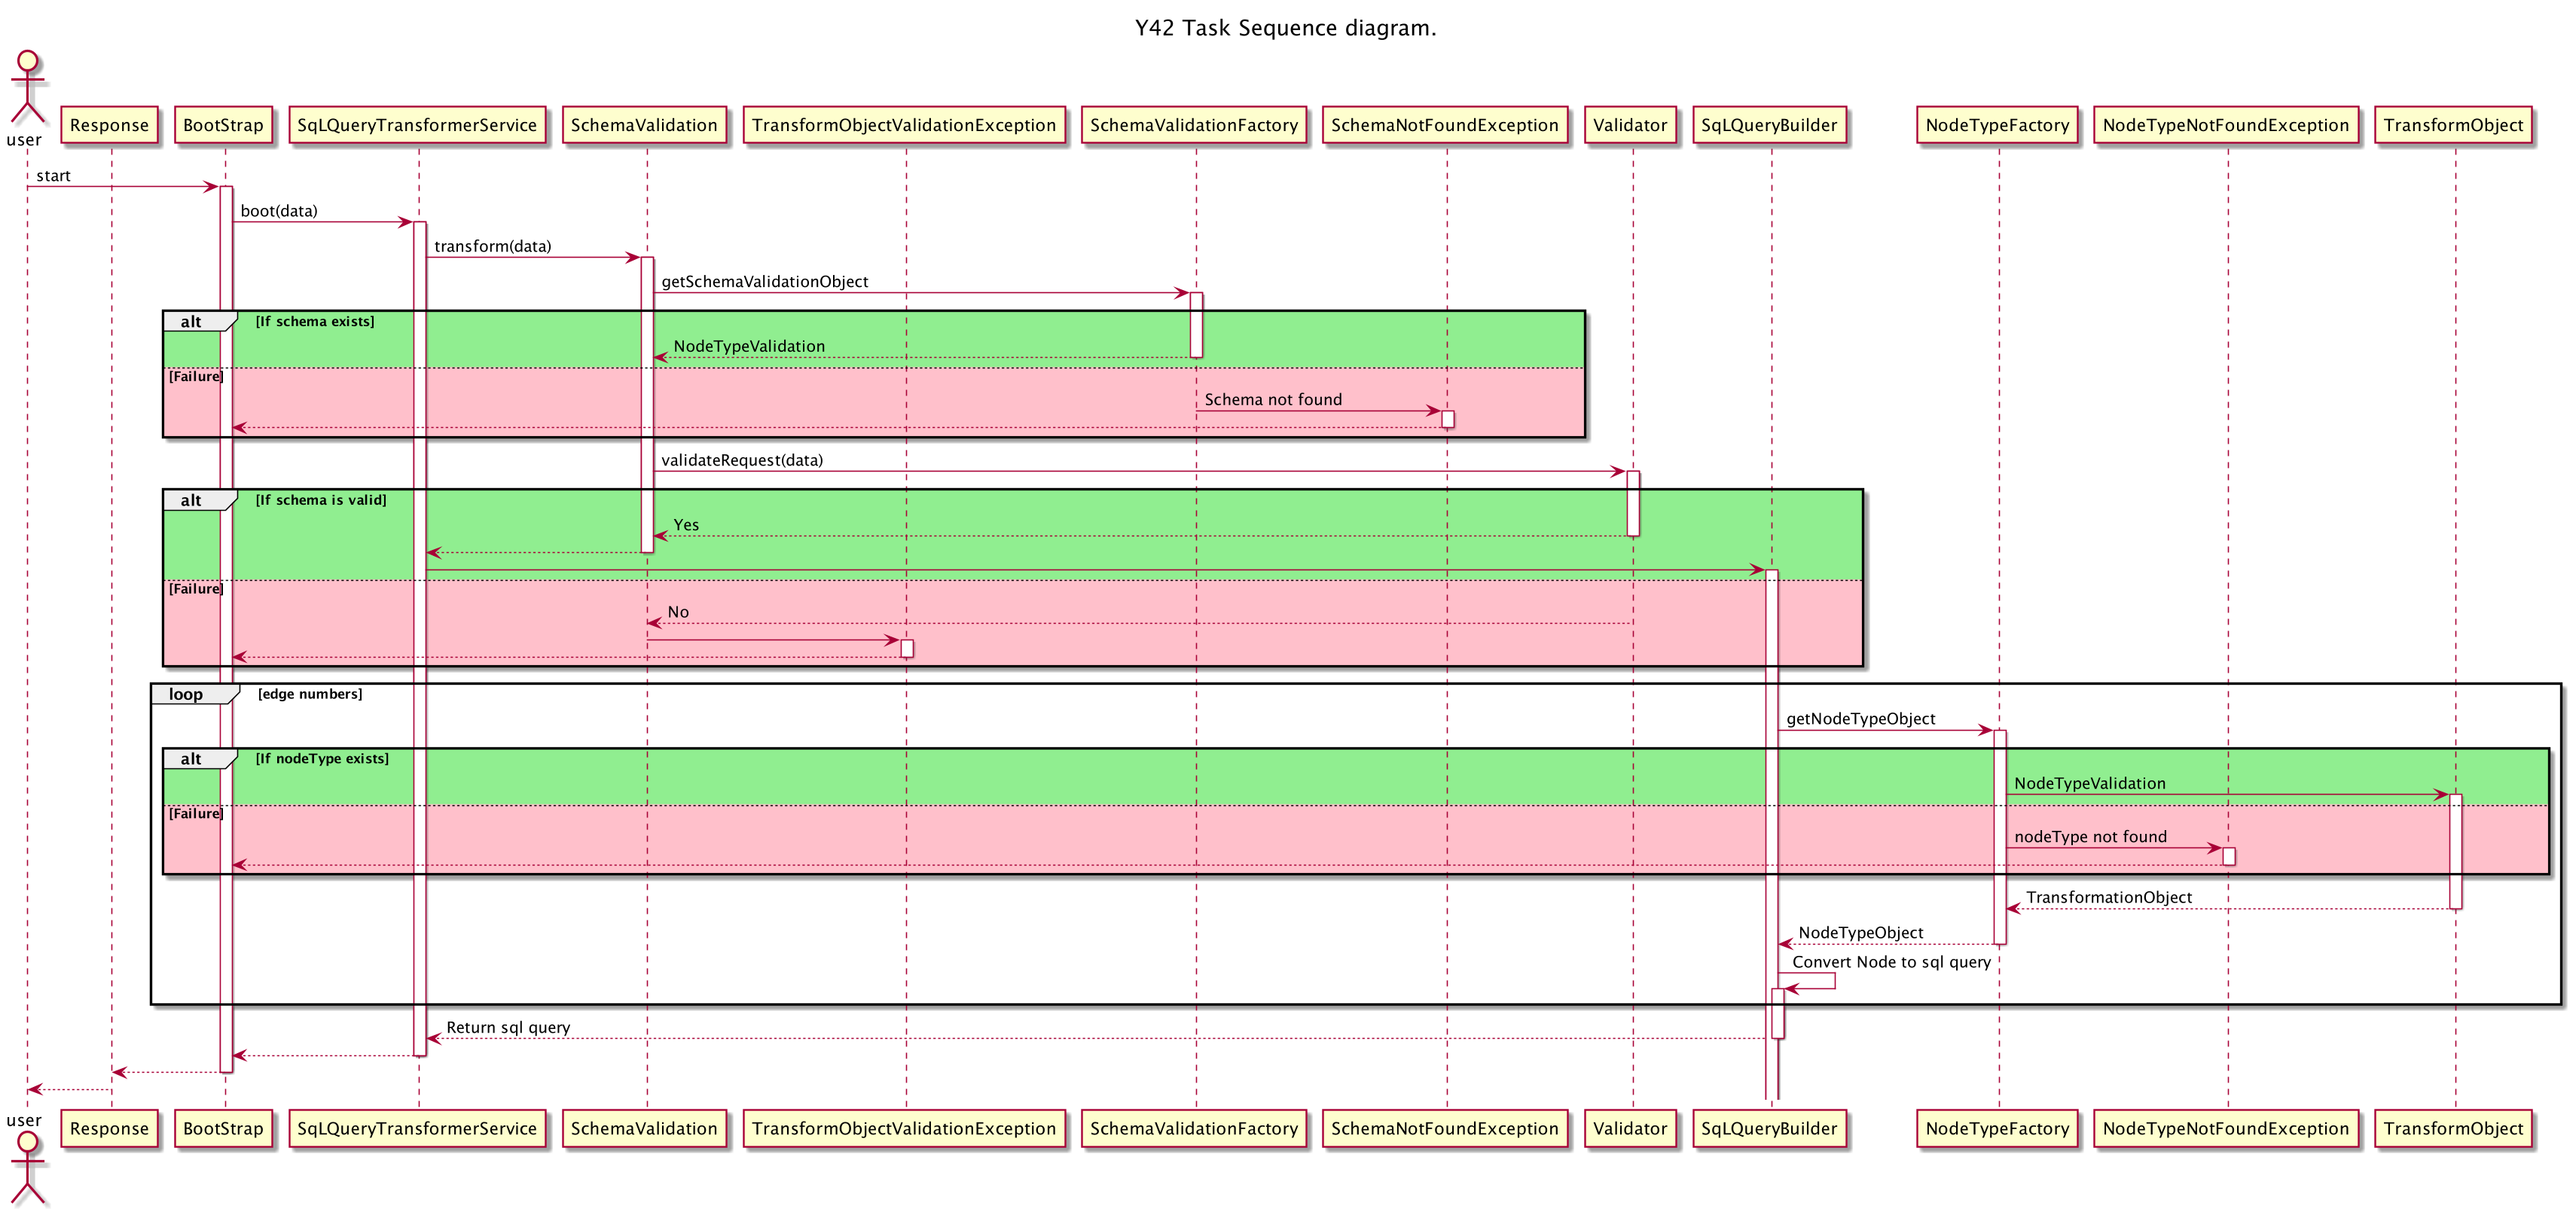 Y42 Task Sequence diagram.
user
Response
BootStrap
SqLQueryTransformerService
SchemaValidation
TransformObjectValidationException
SchemaValidationFactory
SchemaNotFoundException
Validator
SqLQueryBuilder
NodeTypeFactory
NodeTypeNotFoundException
TransformObject
start
boot(data)
transform(data)
getSchemaValidationObject
alt [If schema exists]
NodeTypeValidation
[Failure]
Schema not found
validateRequest(data)
alt [If schema is valid]
Yes
[Failure]
No
loop [edge numbers]
getNodeTypeObject
alt [If nodeType exists]
NodeTypeValidation
[Failure]
nodeType not found
TransformationObject
NodeTypeObject
Convert Node to sql query
Return sql query
user
Response
BootStrap
SqLQueryTransformerService
SchemaValidation
TransformObjectValidationException
SchemaValidationFactory
SchemaNotFoundException
Validator
SqLQueryBuilder
NodeTypeFactory
NodeTypeNotFoundException
TransformObject